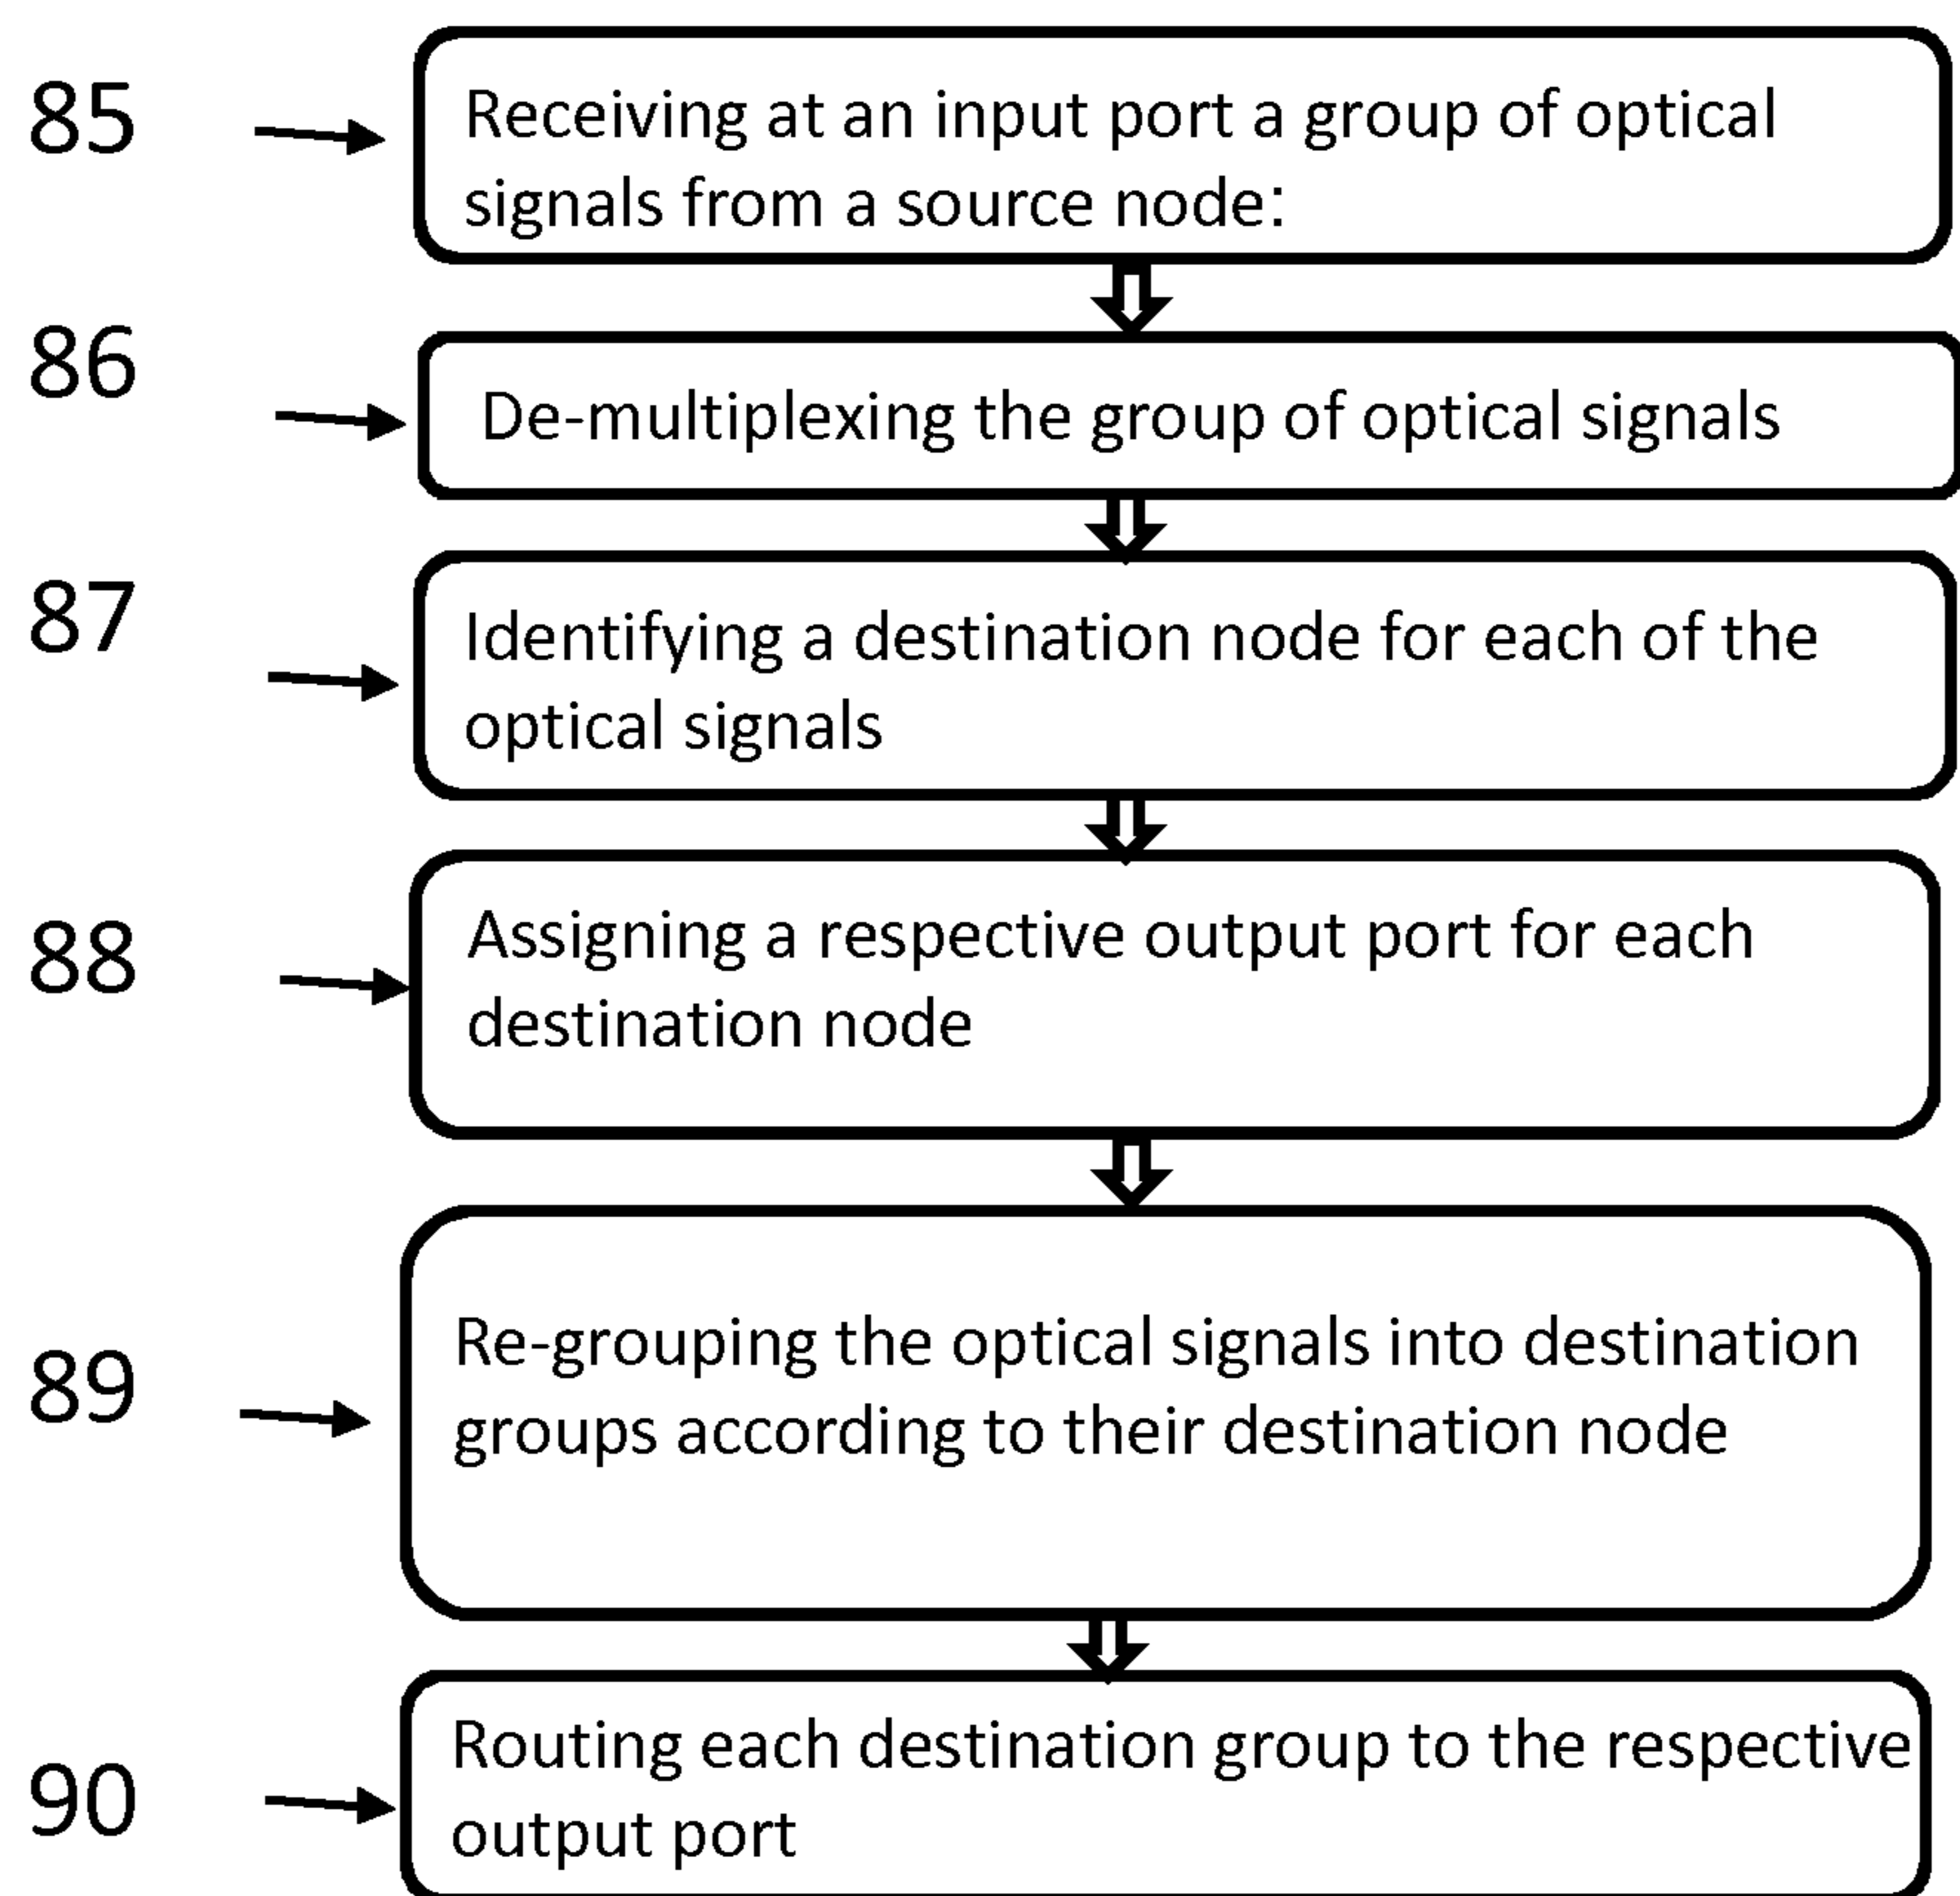 85
Receiving at an input port a group of optical
signals from a source node:
86
De-multiplexing the group of optical signals
87
Identifying a destination node for each of the
optical signals
88
Assigning a respective output port for each
destination node
89
Re-grouping the optical signals into destination
groups according to their destination node
90
Routing each destination group to the respective
output port